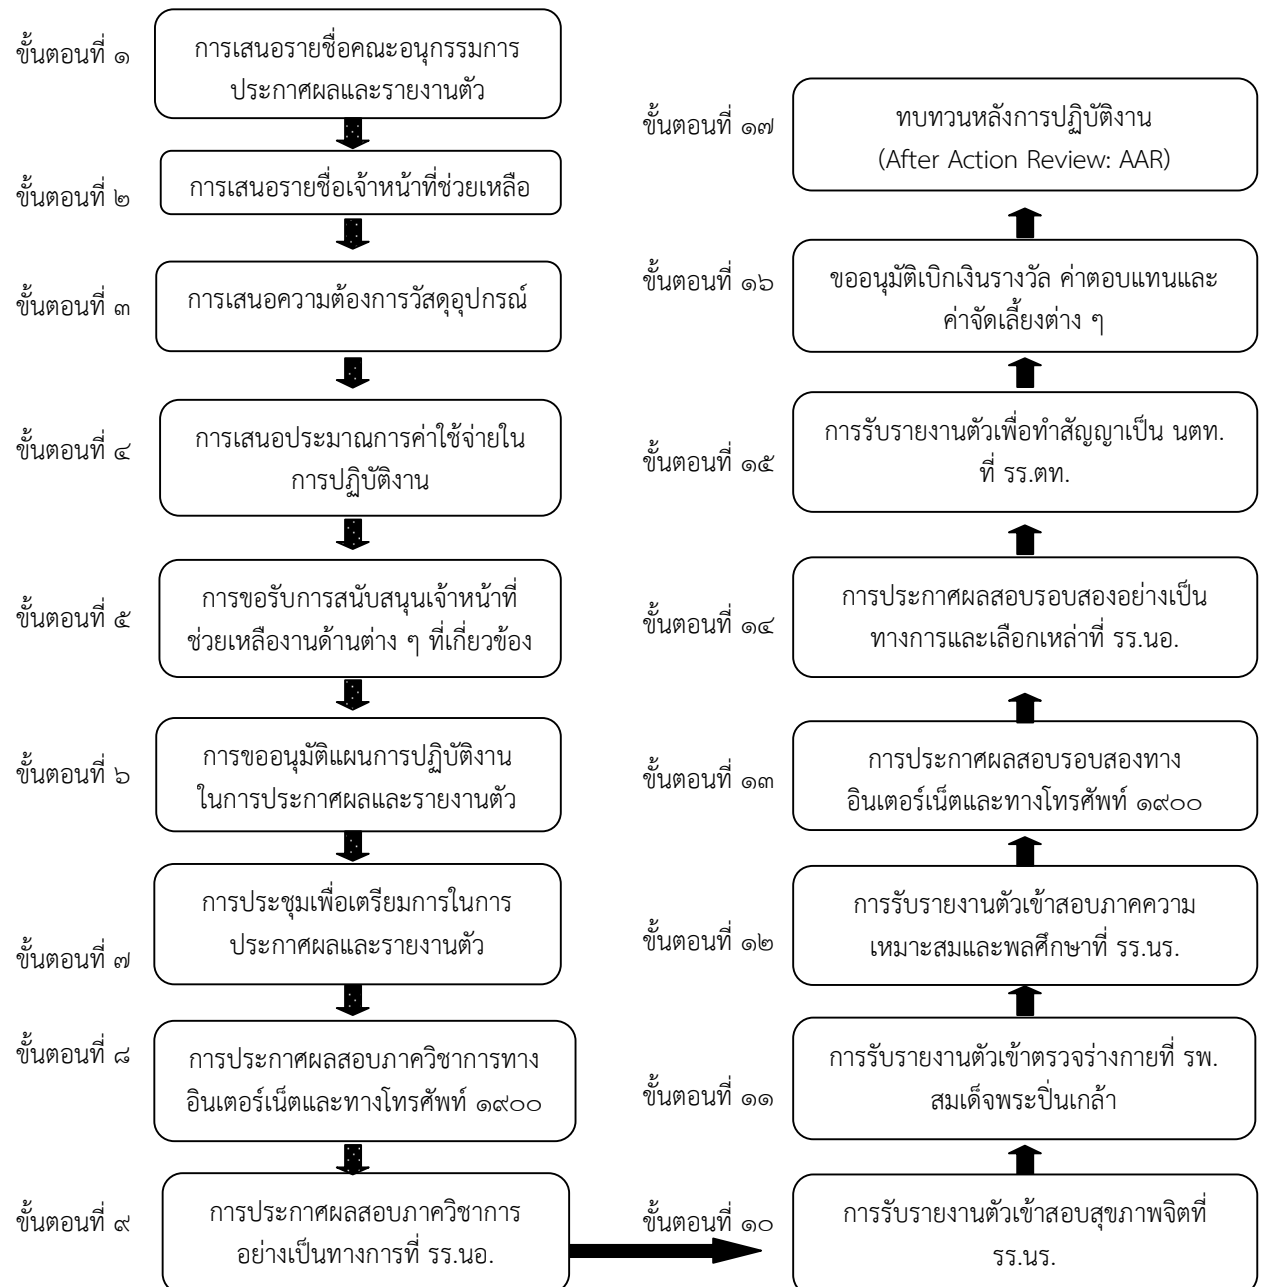 ขั้นตอนที่ ๑
การเสนอรายชื่อคณะอนุกรรมการ
ประกาศผลและรายงานตัว
ขั้นตอนที่ ๒
การเสนอรายชื่อเจ้าหน้าที่ช่วยเหลือ
ขั้นตอนที่ ๓
การเสนอความต้องการวัสดุอุปกรณ์
ขั้นตอนที่ ๔
การเสนอประมาณการค่าใช้จ่ายใน
การปฏิบัติงาน
ขั้นตอนที่ ๕
การขอรับการสนับสนุนเจ้าหน้าที่
ช่วยเหลืองานด้านต่าง ๆ ที่เกี่ยวข้อง
ขั้นตอนที่ ๖
การขออนุมัติแผนการปฏิบัติงาน
ในการประกาศผลและรายงานตัว
ขั้นตอนที่ ๗
การประชุมเพื่อเตรียมการในการ
ประกาศผลและรายงานตัว
ขั้นตอนที่ ๘
การประกาศผลสอบภาควิชาการทาง
อินเตอร์เน็ตและทางโทรศัพท์ ๑๙๐๐
ขั้นตอนที่ ๙
การประกาศผลสอบภาควิชาการ
อย่างเป็นทางการที่ รร.นอ.
ขั้นตอนที่ ๑๐
การรับรายงานตัวเข้าสอบสุขภาพจิตที่
รร.นร.
ขั้นตอนที่ ๑๑
การรับรายงานตัวเข้าตรวจร่างกายที่ รพ.
สมเด็จพระปิ่นเกล้า
ขั้นตอนที่ ๑๒
การรับรายงานตัวเข้าสอบภาคความ
เหมาะสมและพลศึกษาที่ รร.นร.
ขั้นตอนที่ ๑๓
การประกาศผลสอบรอบสองทาง
อินเตอร์เน็ตและทางโทรศัพท์ ๑๙๐๐
ขั้นตอนที่ ๑๔
การประกาศผลสอบรอบสองอย่างเป็น
ทางการและเลือกเหล่าที่ รร.นอ.
ขั้นตอนที่ ๑๕
การรับรายงานตัวเพื่อทำสัญญาเป็น นตท.
ที่ รร.ตท.
ขั้นตอนที่ ๑๖
ขออนุมัติเบิกเงินรางวัล ค่าตอบแทนและ
ค่าจัดเลี้ยงต่าง ๆ
ขั้นตอนที่ ๑๗
ทบทวนหลังการปฏิบัติงาน
(After Action Review: AAR)